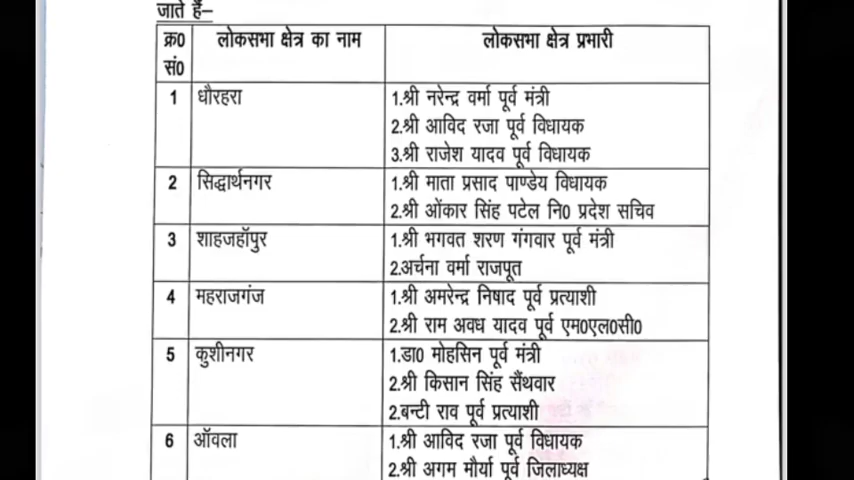 जाते हैं–
क्र0 सं0 लोकसभा क्षेत्र का नाम लोकसभा क्षेत्र प्रभारी
1 धौरहरा 1.श्री नरेन्द्र वर्मा पूर्व मंत्री
2.श्री आविद रजा पूर्व विधायक
3.श्री राजेश यादव पूर्व विधायक
2 सिद्धार्थनगर 1.श्री माता प्रसाद पाण्डेय विधायक
2.श्री ओंकार सिंह पटेल नि0 प्रदेश सचिव
3 शाहजहॉपुर 1.श्री भगवत शरण गंगवार पूर्व मंत्री
2.अर्चना वर्मा राजपूत
4 महराजगंज 1.श्री अमरेन्द्र निषाद पूर्व प्रत्याशी
2.श्री राम अवध यादव पूर्व एम0एल0सी0
5 कुशीनगर 1.डा0 मोहसिन पूर्व मंत्री
2.श्री किसान सिंह सैंथवार
2.बन्टी राव पूर्व प्रत्याशी
6 ऑवला 1.श्री आविद रजा पूर्व विधायक
2.श्री अगम मौर्या पूर्व जिलाध्यक्ष